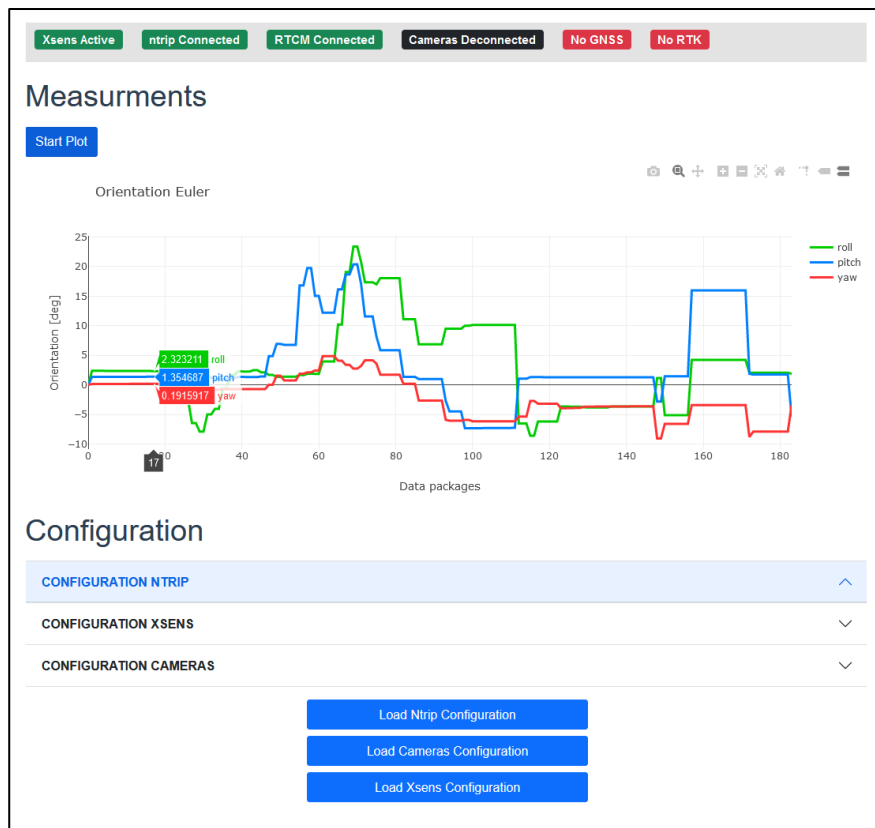 Xsens Active ntrip Connected RTCM Connected Cameras Deconnected No GNSS No RTK
Measurments
Start Plot
Orientation Euler
25
20
15
10
5
0
−5
−10
Orientation [deg]
2.323211 roll
1.354687 pitch
0.1915917 yaw
roll
pitch
yaw
0 20 40 60 80 100 120 140 160 180
17
Data packages
Configuration
CONFIGURATION NTRIP
CONFIGURATION XSENS
CONFIGURATION CAMERAS
Load Ntrip Configuration
Load Cameras Configuration
Load Xsens Configuration